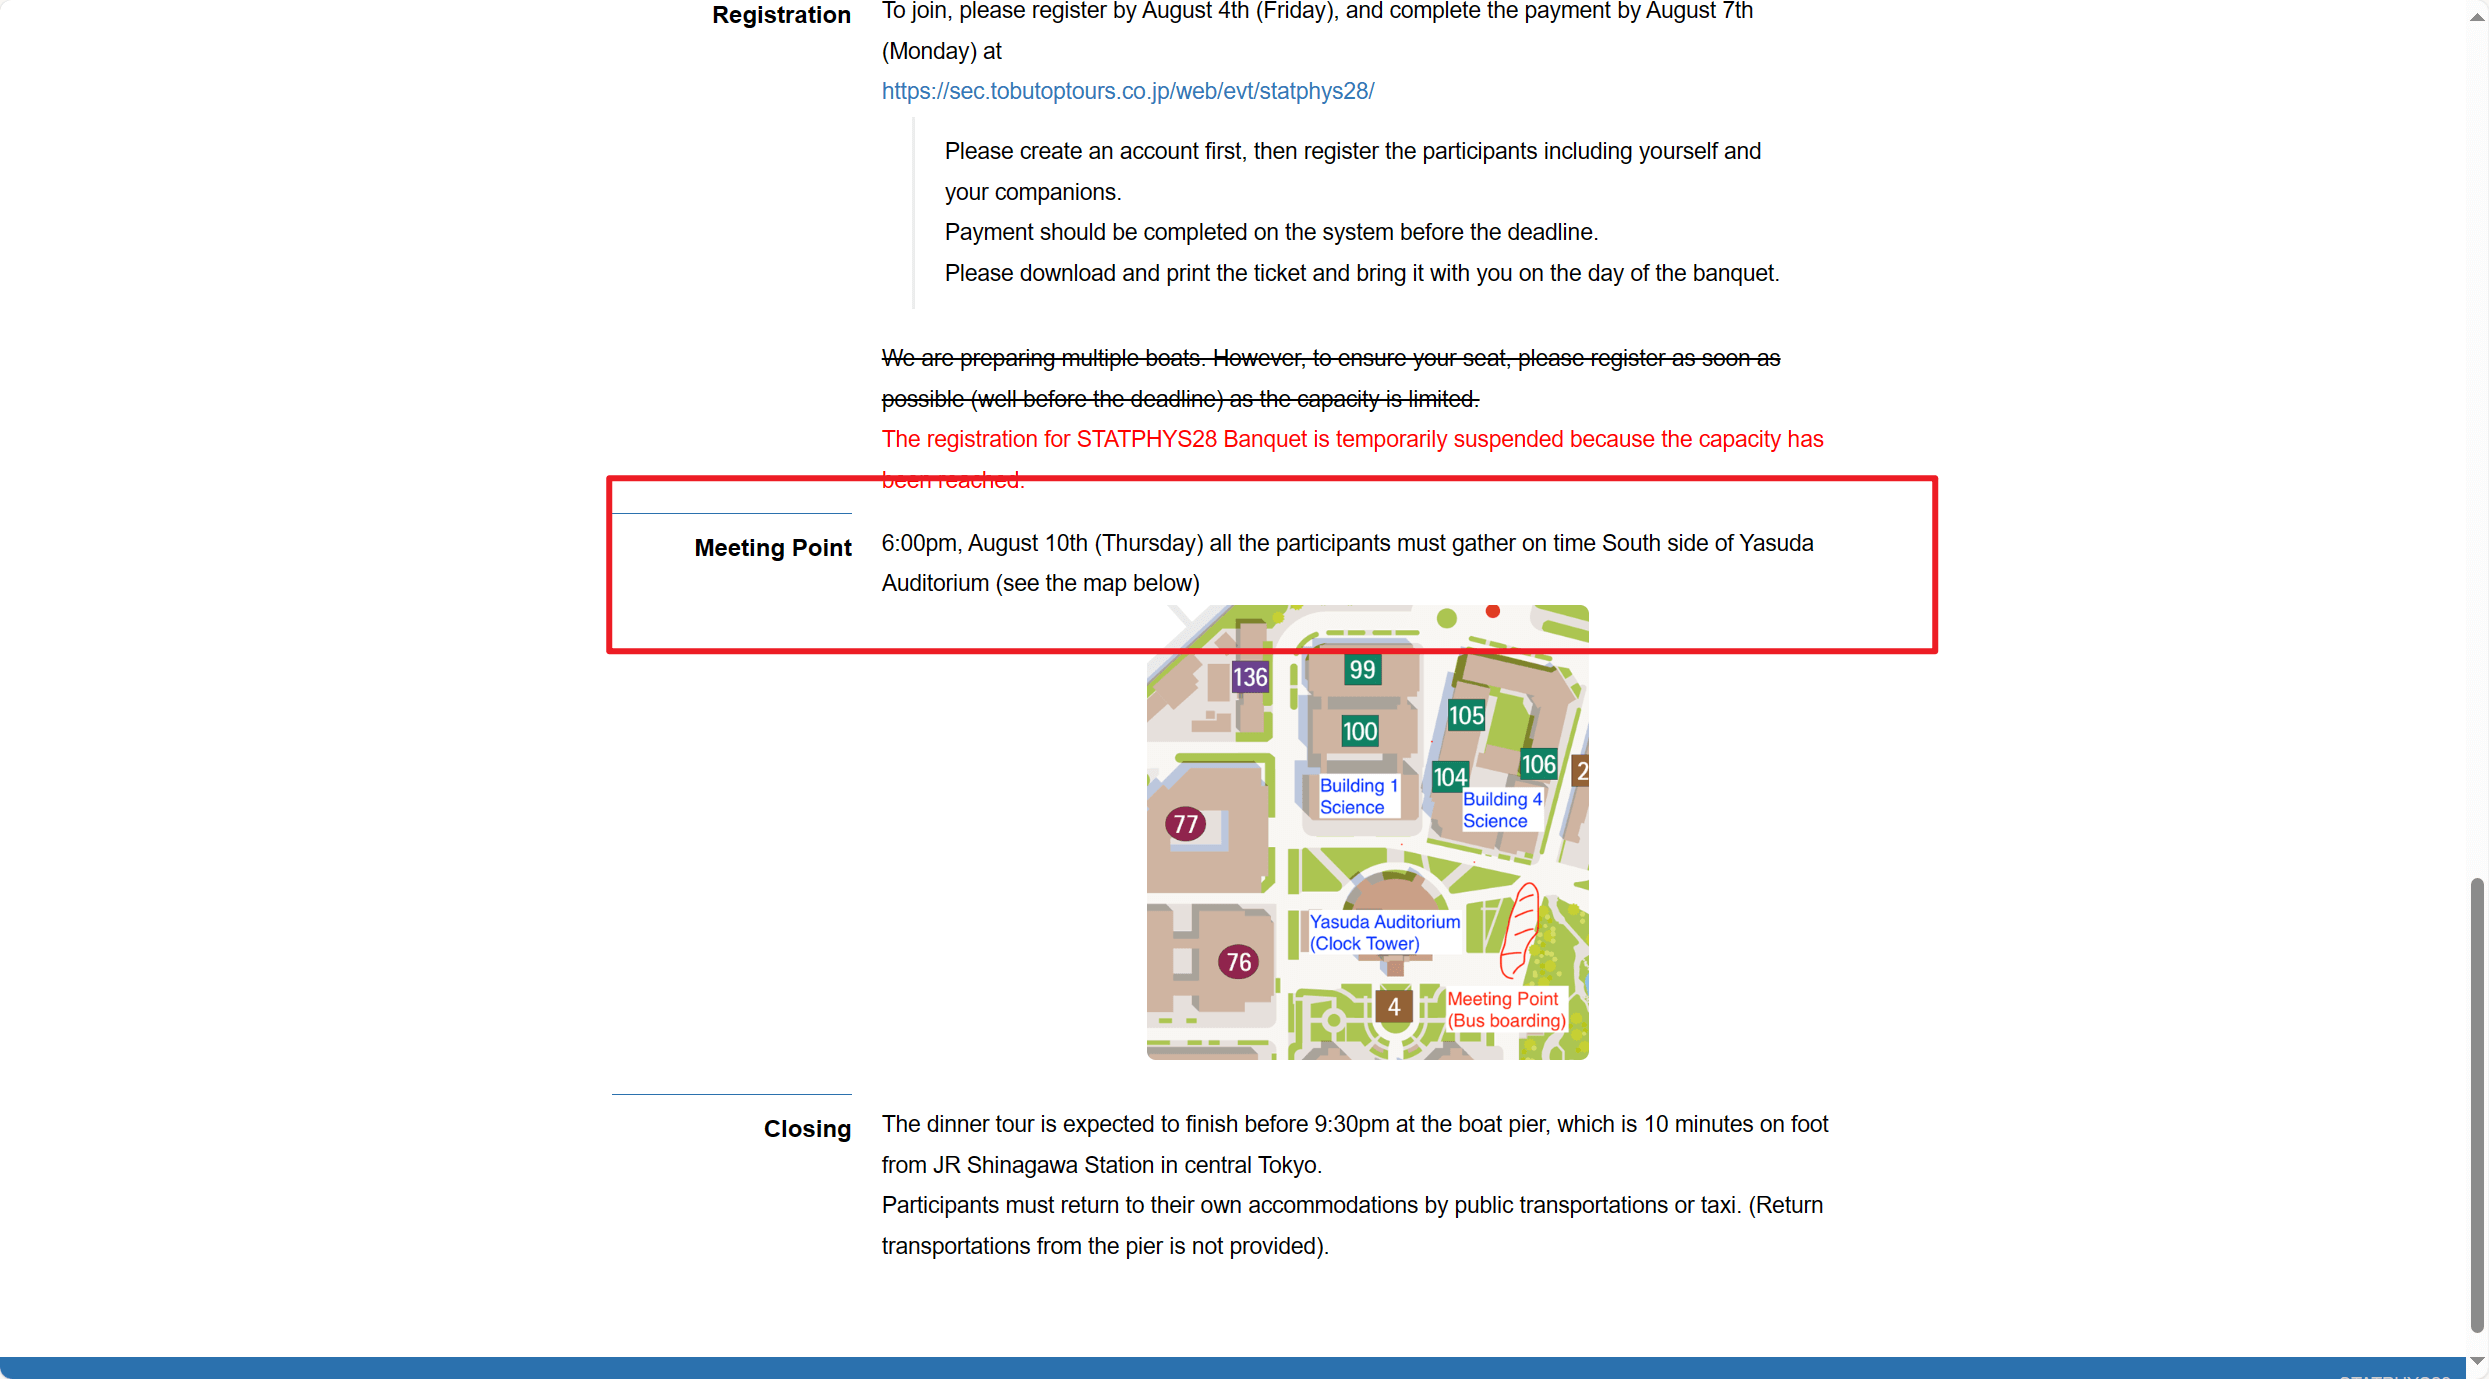 Registration
To join, please register by August 4th (Friday), and complete the payment by August 7th
(Monday) at
https://sec.tobutoptours.co.jp/web/evt/statphys28/
Please create an account first, then register the participants including yourself and
your companions.
Payment should be completed on the system before the deadline.
Please download and print the ticket and bring it with you on the day of the banquet.
We are preparing multiple boats. However, to ensure your seat, please register as soon as
possible (well before the deadline) as the capacity is limited.
The registration for STATPHYS28 Banquet is temporarily suspended because the capacity has
been reached.
Meeting Point
6:00pm, August 10th (Thursday) all the participants must gather on time South side of Yasuda
Auditorium (see the map below)
136
99
100
105
106
104
2
Building 1
Science
Building 4
Science
77
Yasuda Auditorium
(Clock Tower)
76
4
Meeting Point
(Bus boarding)
Closing
The dinner tour is expected to finish before 9:30pm at the boat pier, which is 10 minutes on foot
from JR Shinagawa Station in central Tokyo.
Participants must return to their own accommodations by public transportations or taxi. (Return
transportations from the pier is not provided).